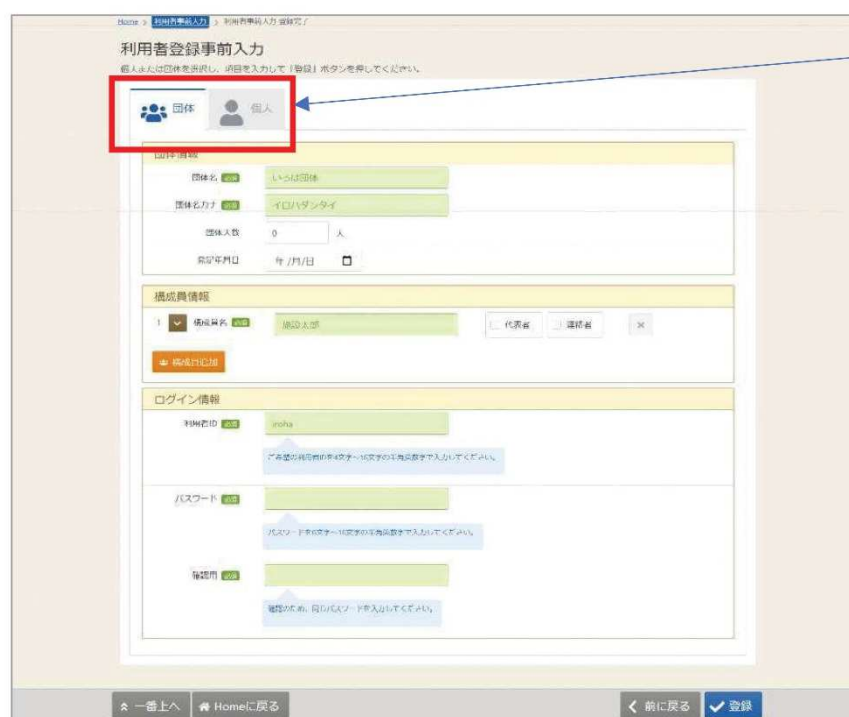 Home > 利用者事前入力 > 利用者事前入力 登録完了
利用者登録事前入力
個人または団体を選択し、項目を入力して「登録」ボタンを押してください。
団体 個人
団体情報
団体名 必須 いろは団体
団体名カナ 必須 イロハダンタイ
団体人数 0 人
年/月/日
構成員情報
1 構成員名 必須 施設太郎 代表者 連絡者 ×
構成員追加
ログイン情報
利用者ID 必須 iroha
ご希望の利用者IDを4文字～16文字の半角英数字で入力してください。
パスワード 必須
パスワードを6文字～16文字の半角英数字で入力してください。
確認用 必須
確認のため、同じパスワードを入力してください。
一番上へ Homeに戻る 前に戻る 登録